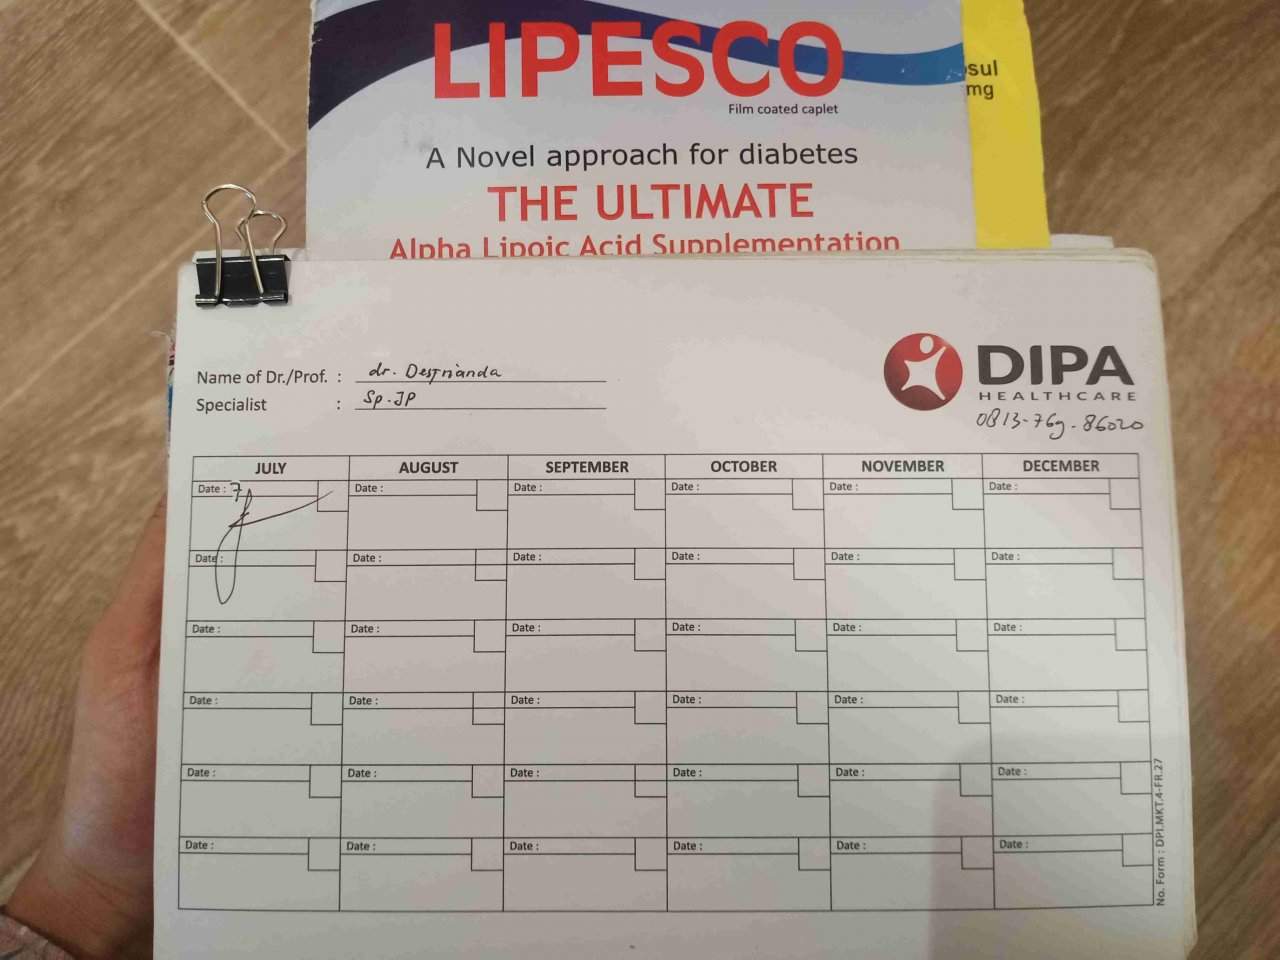 LIPESCO
Film coated caplet
sul
mg
A Novel approach for diabetes
THE ULTIMATE
Alpha Lipoic Acid Supplementation
DIPA
HEALTHCARE
Name of Dr./Prof. : dr. Desfrianda
Specialist : Sp.JP
JULY AUGUST SEPTEMBER OCTOBER NOVEMBER DECEMBER
Date : 7 Date : Date : Date : Date : Date :
Date : Date : Date : Date : Date : Date :
Date : Date : Date : Date : Date : Date :
Date : Date : Date : Date : Date : Date :
Date : Date : Date : Date : Date : Date :
Date : Date : Date : Date : Date : Date :
No. Form : DPI.MKT.4-FR.27